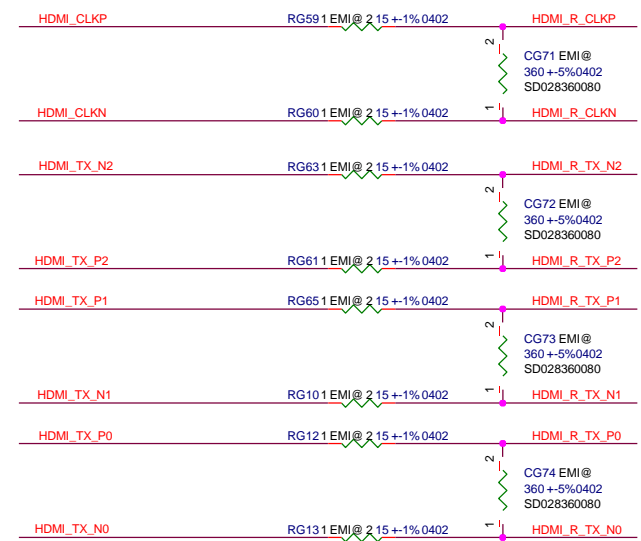 HDMI_CLKP RG59 1 EMI@ 2 15 +-1% 0402 HDMI_R_CLKP
2
CG71 EMI@
360 +-5%0402
SD028360080
1
HDMI_CLKN RG60 1 EMI@ 2 15 +-1% 0402 HDMI_R_CLKN
HDMI_TX_N2 RG63 1 EMI@ 2 15 +-1% 0402 HDMI_R_TX_N2
2
CG72 EMI@
360 +-5%0402
SD028360080
1
HDMI_TX_P2 RG61 1 EMI@ 2 15 +-1% 0402 HDMI_R_TX_P2
HDMI_TX_P1 RG65 1 EMI@ 2 15 +-1% 0402 HDMI_R_TX_P1
2
CG73 EMI@
360 +-5%0402
SD028360080
1
HDMI_TX_N1 RG10 1 EMI@ 2 15 +-1% 0402 HDMI_R_TX_N1
HDMI_TX_P0 RG12 1 EMI@ 2 15 +-1% 0402 HDMI_R_TX_P0
2
CG74 EMI@
360 +-5%0402
SD028360080
1
HDMI_TX_N0 RG13 1 EMI@ 2 15 +-1% 0402 HDMI_R_TX_N0